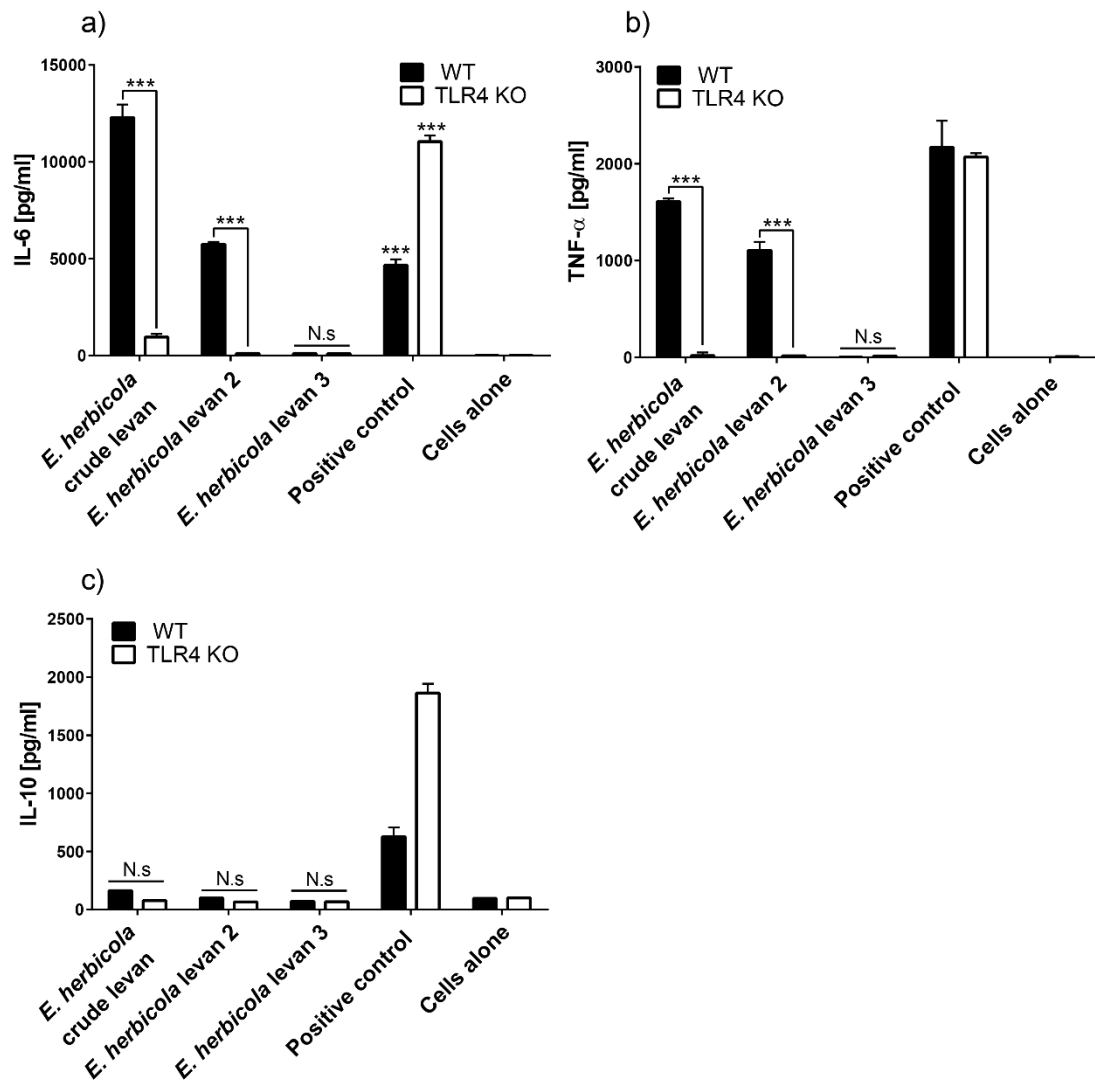 a)
WT
TLR4 KO
IL-6 [pg/ml]
15000
10000
5000
0
***
***
N.s
***
***
E. herbicola
crude levan
E. herbicola levan 2
E. herbicola levan 3
Positive control
Cells alone
b)
WT
TLR4 KO
TNF-α [pg/ml]
3000
2000
1000
0
***
***
N.s
E. herbicola
crude levan
E. herbicola levan 2
E. herbicola levan 3
Positive control
Cells alone
c)
WT
TLR4 KO
IL-10 [pg/ml]
2500
2000
1500
1000
500
0
N.s
N.s
N.s
E. herbicola
crude levan
E. herbicola levan 2
E. herbicola levan 3
Positive control
Cells alone